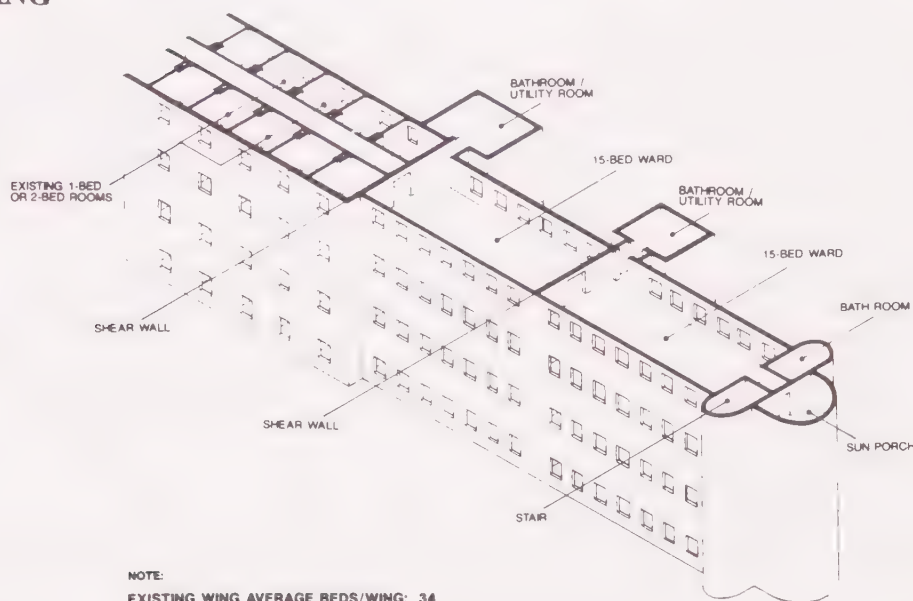 BATHROOM /
UTILITY ROOM
15-BED WARD
EXISTING 1-BED
OR 2-BED ROOMS
BATHROOM /
UTILITY ROOM
15-BED WARD
BATH ROOM
SHEAR WALL
SHEAR WALL
SUN PORCH
STAIR
NOTE:
EXISTING WING AVERAGE BEDS/WING: 34